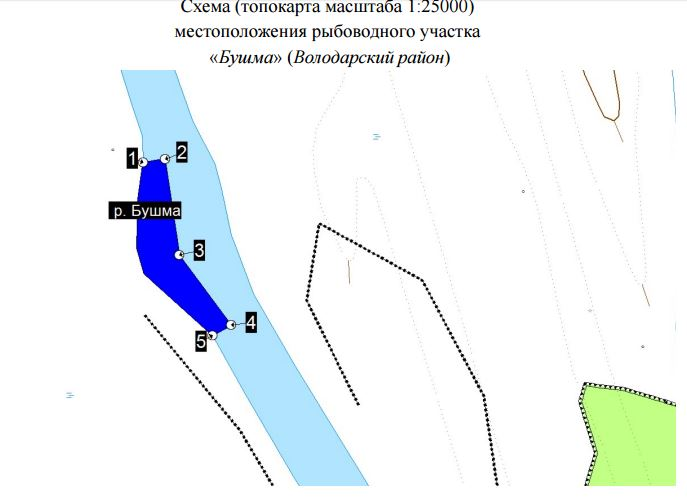 Схема (топокарта масштаба 1:25000)
местоположения рыбоводного участка
«Бушма» (Володарский район)
1
2
р. Бушма
3
4
5